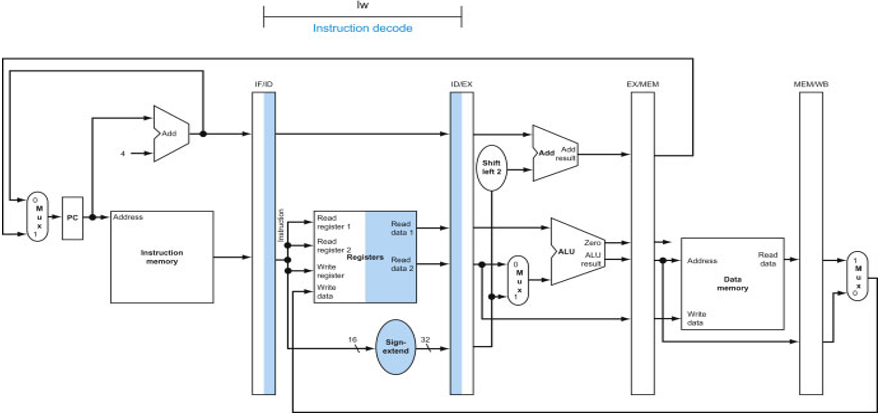 lw
Instruction decode
IF/ID
ID/EX
EX/MEM
MEM/WB
Add
4
Shift
left 2
Add
Add
result
0
M
u
x
1
PC
Address
Instruction
memory
Instruction
Read
register 1
Read
register 2
Write
register
Write
data
Registers
Read
data 1
Read
data 2
16
Sign-
extend
32
0
M
u
x
1
ALU
Zero
ALU
result
Address
Write
data
Data
memory
Read
data
1
M
u
x
0